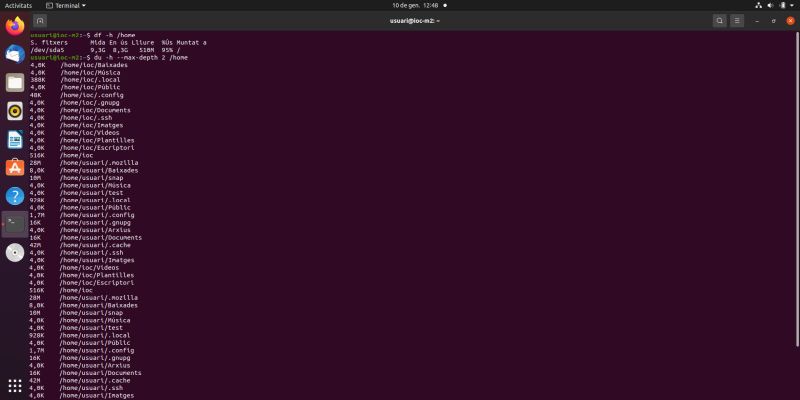 Activitats Terminal 10 de gen. 12:48
usuari@ioc-m2: ~
usuari@ioc-m2:~$ df -h /home
S. fitxers Mida En ús Lliure %Ús Muntat a
/dev/sda5 9,3G 8,3G 510M 95% /
usuari@ioc-m2:~$ du -h --max-depth 2 /home
4,0K /home/ioc/Baixades
4,0K /home/ioc/Música
388K /home/ioc/.local
4,0K /home/ioc/Públic
48K /home/ioc/.config
4,0K /home/ioc/.gnupg
4,0K /home/ioc/Documents
4,0K /home/ioc/.ssh
4,0K /home/ioc/Imatges
4,0K /home/ioc/Vídeos
4,0K /home/ioc/Plantilles
4,0K /home/ioc/Escriptori
516K /home/ioc
28M /home/usuari/.mozilla
8,0K /home/usuari/Baixades
10M /home/usuari/snap
4,0K /home/usuari/Música
4,0K /home/usuari/test
928K /home/usuari/.local
4,0K /home/usuari/Públic
1,7M /home/usuari/.config
16K /home/usuari/.gnupg
4,0K /home/usuari/Arxius
16K /home/usuari/Documents
42M /home/usuari/.cache
4,0K /home/usuari/.ssh
4,0K /home/usuari/Imatges
4,0K /home/ioc/Vídeos
4,0K /home/ioc/Plantilles
4,0K /home/ioc/Escriptori
516K /home/ioc
28M /home/usuari/.mozilla
8,0K /home/usuari/Baixades
10M /home/usuari/snap
4,0K /home/usuari/Música
4,0K /home/usuari/test
928K /home/usuari/.local
4,0K /home/usuari/Públic
1,7M /home/usuari/.config
16K /home/usuari/.gnupg
4,0K /home/usuari/Arxius
16K /home/usuari/Documents
42M /home/usuari/.cache
4,0K /home/usuari/.ssh
4,0K /home/usuari/Imatges